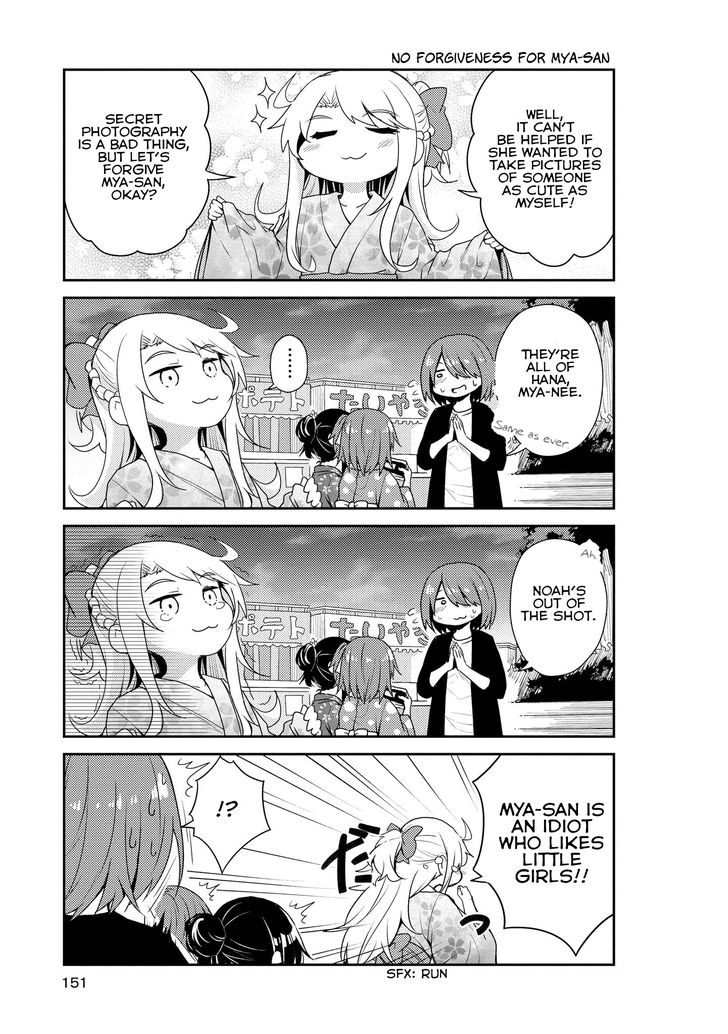 NO FORGIVENESS FOR MYA-SAN
WELL,
IT CAN'T
BE HELPED IF
SHE WANTED TO
TAKE PICTURES
OF SOMEONE
AS CUTE AS
MYSELF!
SECRET
PHOTOGRAPHY
IS A BAD THING,
BUT LET'S
FORGIVE
MYA-SAN,
OKAY?
THEY'RE
ALL OF
HANA,
MYA-NEE.
Same as ever
......
ポテト
たいやき
Ah
NOAH'S
OUT OF
THE SHOT.
ポテト
たいやき
MYA-SAN IS
AN IDIOT
WHO LIKES
LITTLE
GIRLS!!
!?
だっ
SFX: RUN
151